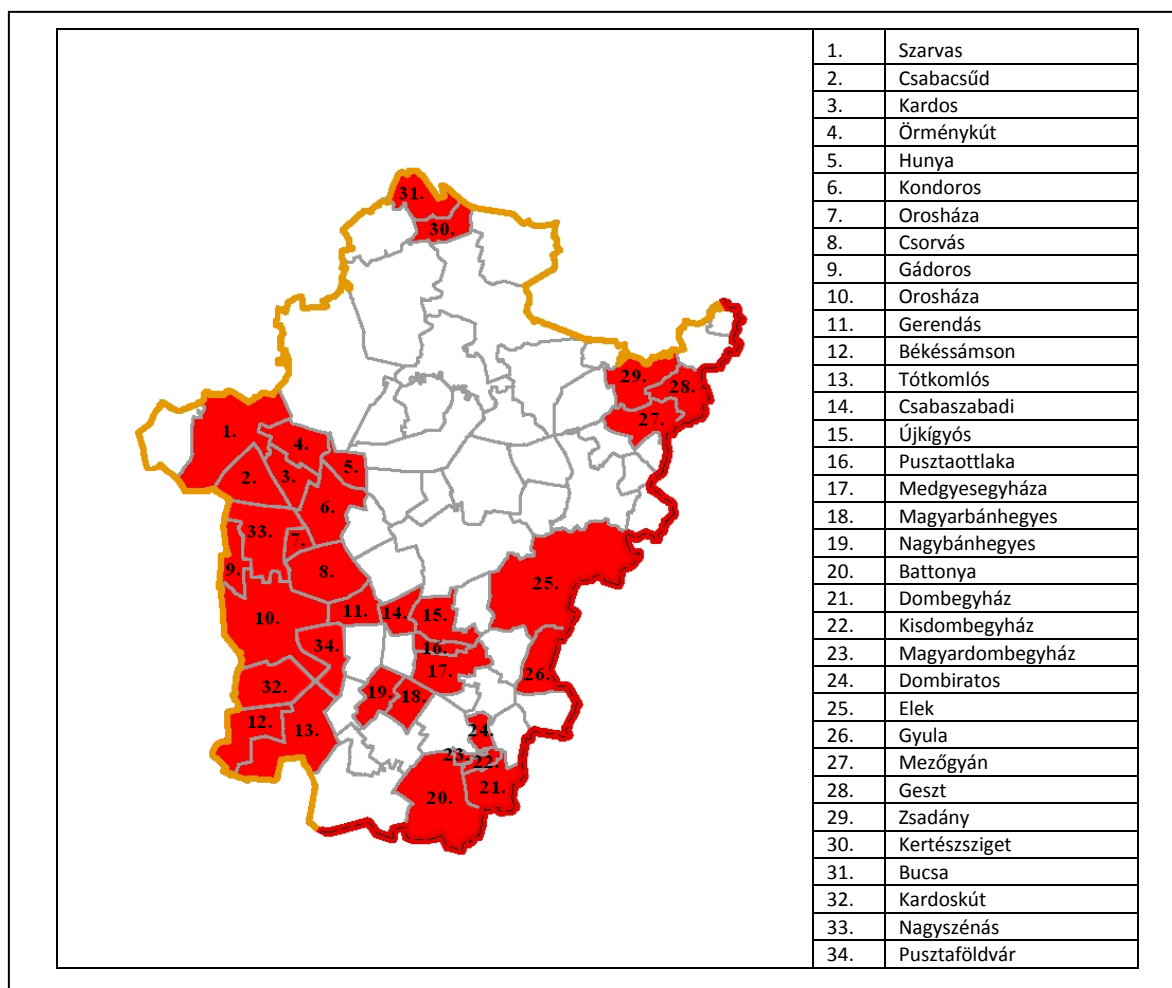 1. Szarvas
2. Csabacsűd
3. Kardos
4. Örménykút
5. Hunya
6. Kondoros
7. Orosháza
8. Csorvás
9. Gádoros
10. Orosháza
11. Gerendás
12. Békéssámson
13. Tótkomlós
14. Csabaszabadi
15. Újkígyós
16. Pusztaottlaka
17. Medgyesegyháza
18. Magyarbánhegyes
19. Nagybánhegyes
20. Battonya
21. Dombegyház
22. Kisdombegyház
23. Magyardombegyház
24. Dombiratos
25. Elek
26. Gyula
27. Mezőgyán
28. Geszt
29. Zsadány
30. Kertészsziget
31. Bucsa
32. Kardoskút
33. Nagyszénás
34. Pusztaföldvár
31.
30.
29.
28.
27.
1.
4.
2.
3.
5.
6.
33.
7.
9.
8.
25.
10.
11.
14.
15.
34.
16.
17.
26.
32.
19.
18.
12.
13.
24.
23.
22.
20.
21.